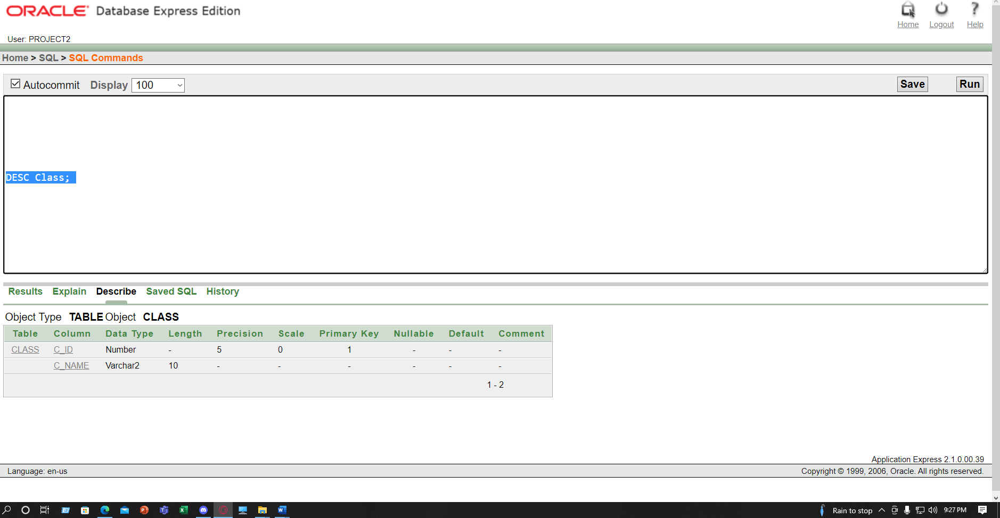 ORACLE Database Express Edition
Home Logout Help
User: PROJECT2
Home > SQL > SQL Commands
Autocommit Display 100 Save Run
DESC Class;
Results Explain Describe Saved SQL History
Object Type TABLE Object CLASS
Table Column Data Type Length Precision Scale Primary Key Nullable Default Comment
CLASS C_ID Number - 5 0 1 - - -
C_NAME Varchar2 10 - - - - - -
1 - 2
Application Express 2.1.0.00.39
Language: en-us Copyright © 1999, 2006, Oracle. All rights reserved.
Rain to stop 9:27 PM